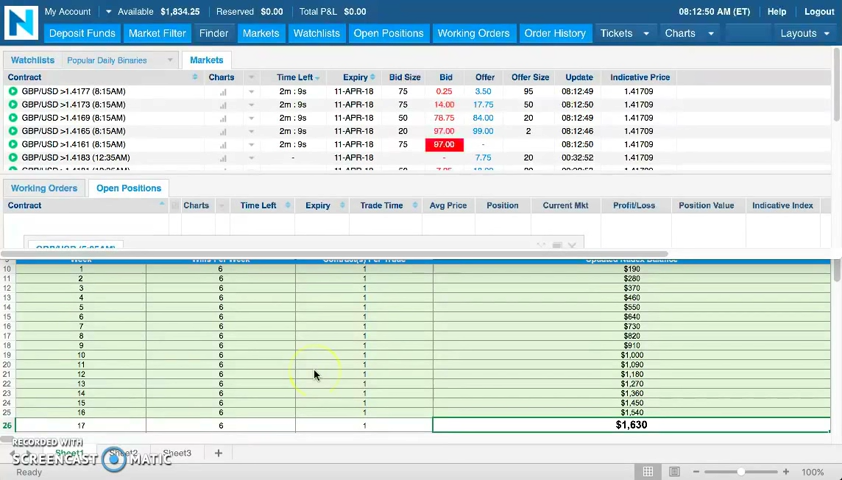 N My Account Available $1,834.25 Reserved $0.00 Total P&L $0.00 08:12:50 AM (ET) Help Logout
Deposit Funds Market Filter Finder Markets Watchlists Open Positions Working Orders Order History Tickets Charts Layouts
Watchlists Popular Daily Binaries Markets
Contract Charts Time Left Expiry Bid Size Bid Offer Offer Size Update Indicative Price
GBP/USD >1.4177 (8:15AM) 2m : 9s 11-APR-18 75 0.25 3.50 95 08:12:49 1.41709
GBP/USD >1.4173 (8:15AM) 2m : 9s 11-APR-18 75 14.00 17.75 50 08:12:49 1.41709
GBP/USD >1.4169 (8:15AM) 2m : 9s 11-APR-18 50 78.75 84.00 20 08:12:49 1.41709
GBP/USD >1.4165 (8:15AM) 2m : 9s 11-APR-18 20 97.00 99.00 2 08:12:46 1.41709
GBP/USD >1.4161 (8:15AM) 2m : 9s 11-APR-18 75 97.00 - 08:12:50 1.41709
GBP/USD >1.4183 (12:35AM) - 11-APR-18 - 7.75 20 00:32:52 1.41709
Working Orders Open Positions
Contract Charts Time Left Expiry Trade Time Avg Price Position Current Mkt Profit/Loss Position Value Indicative Index
10 1 6 1 $190
11 2 6 1 $280
12 3 6 1 $370
13 4 6 1 $460
14 5 6 1 $550
15 6 6 1 $640
16 7 6 1 $730
17 8 6 1 $820
18 9 6 1 $910
19 10 6 1 $1,000
20 11 6 1 $1,090
21 12 6 1 $1,180
22 13 6 1 $1,270
23 14 6 1 $1,360
24 15 6 1 $1,450
25 16 6 1 $1,540
26 17 6 1 $1,630
RECORDED WITH
SCREENCAST MATIC
Sheet1 Sheet2 Sheet3 +
Ready 100%